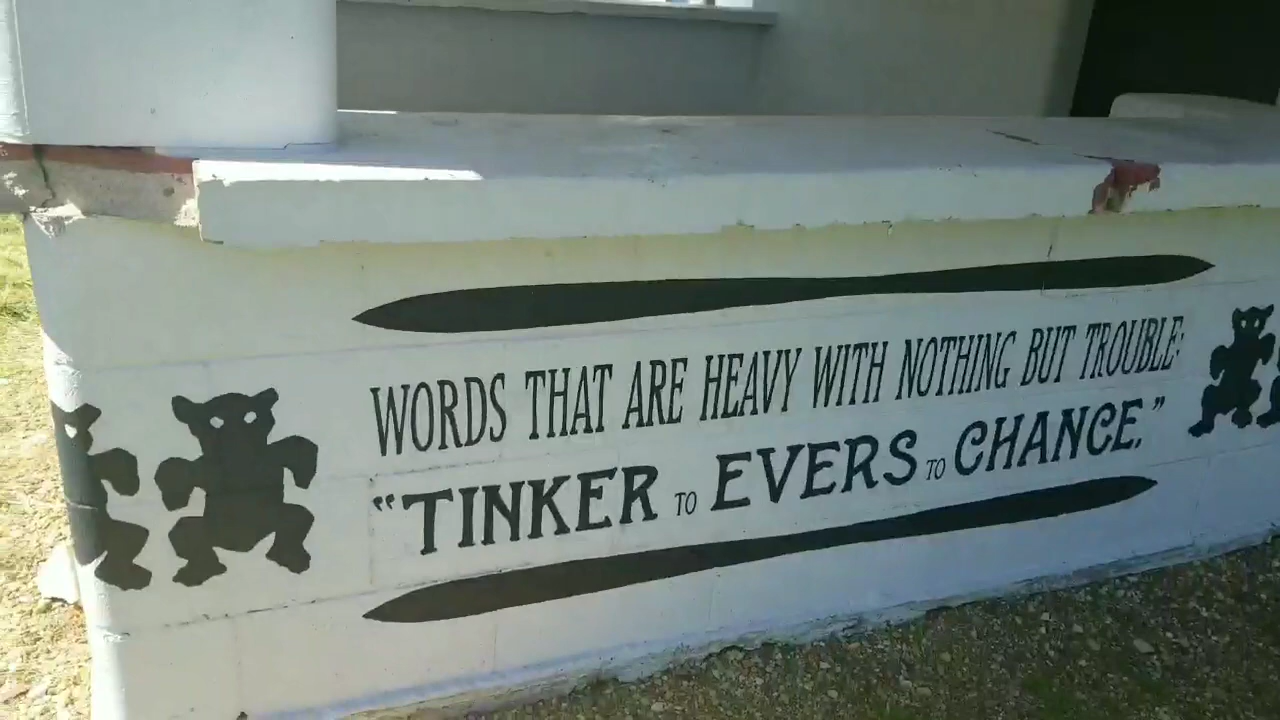 WORDS THAT ARE HEAVY WITH NOTHING BUT TROUBLE:
"TINKER TO EVERS TO CHANCE."